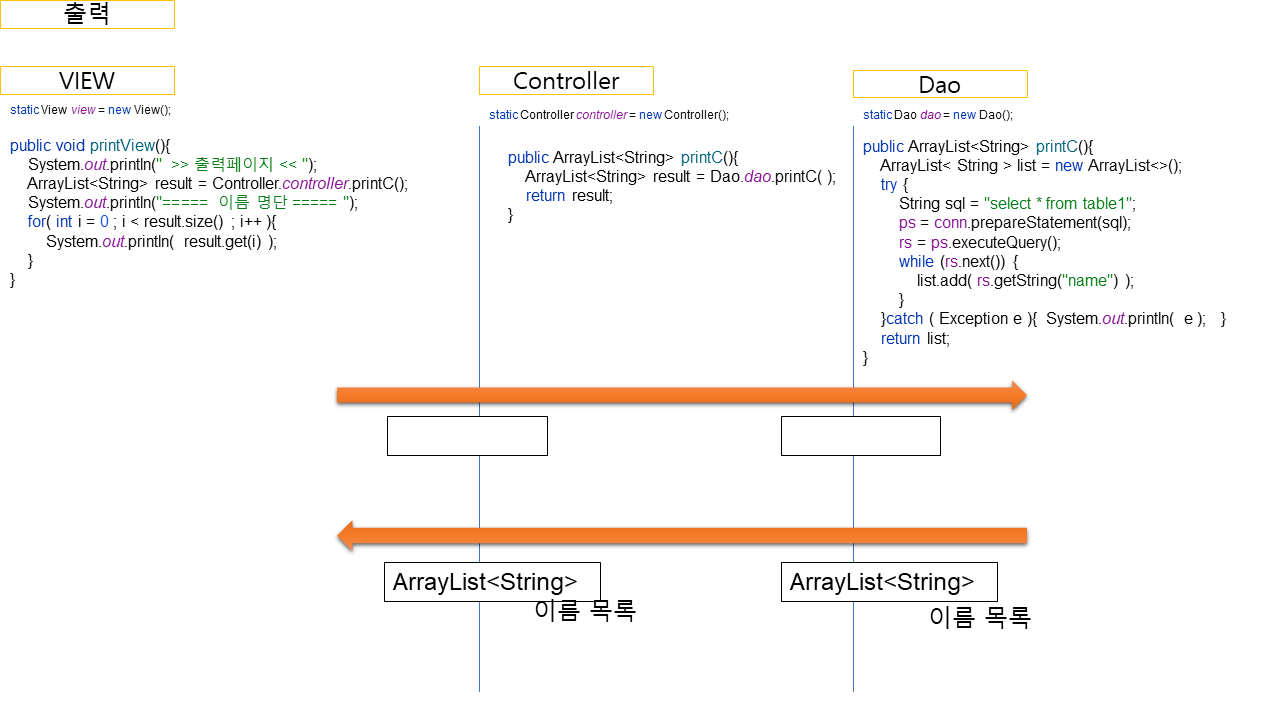 출력
VIEW
static View view = new View();
public void printView(){
System.out.println(" >> 출력페이지 << ");
ArrayList<String> result = Controller.controller.printC();
System.out.println("===== 이름 명단 ===== ");
for( int i = 0 ; i < result.size() ; i++ ){
System.out.println( result.get(i) );
}
}
Controller
static Controller controller = new Controller();
public ArrayList<String> printC(){
ArrayList<String> result = Dao.dao.printC( );
return result;
}
Dao
static Dao dao = new Dao();
public ArrayList<String> printC(){
ArrayList< String > list = new ArrayList<>();
try {
String sql = "select * from table1";
ps = conn.prepareStatement(sql);
rs = ps.executeQuery();
while (rs.next()) {
list.add( rs.getString("name") );
}
}catch ( Exception e ){ System.out.println( e ); }
return list;
}
ArrayList<String>
이름 목록
ArrayList<String>
이름 목록